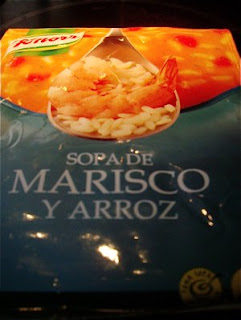 Knorr
SOPA DE
MARISCO
Y ARROZ